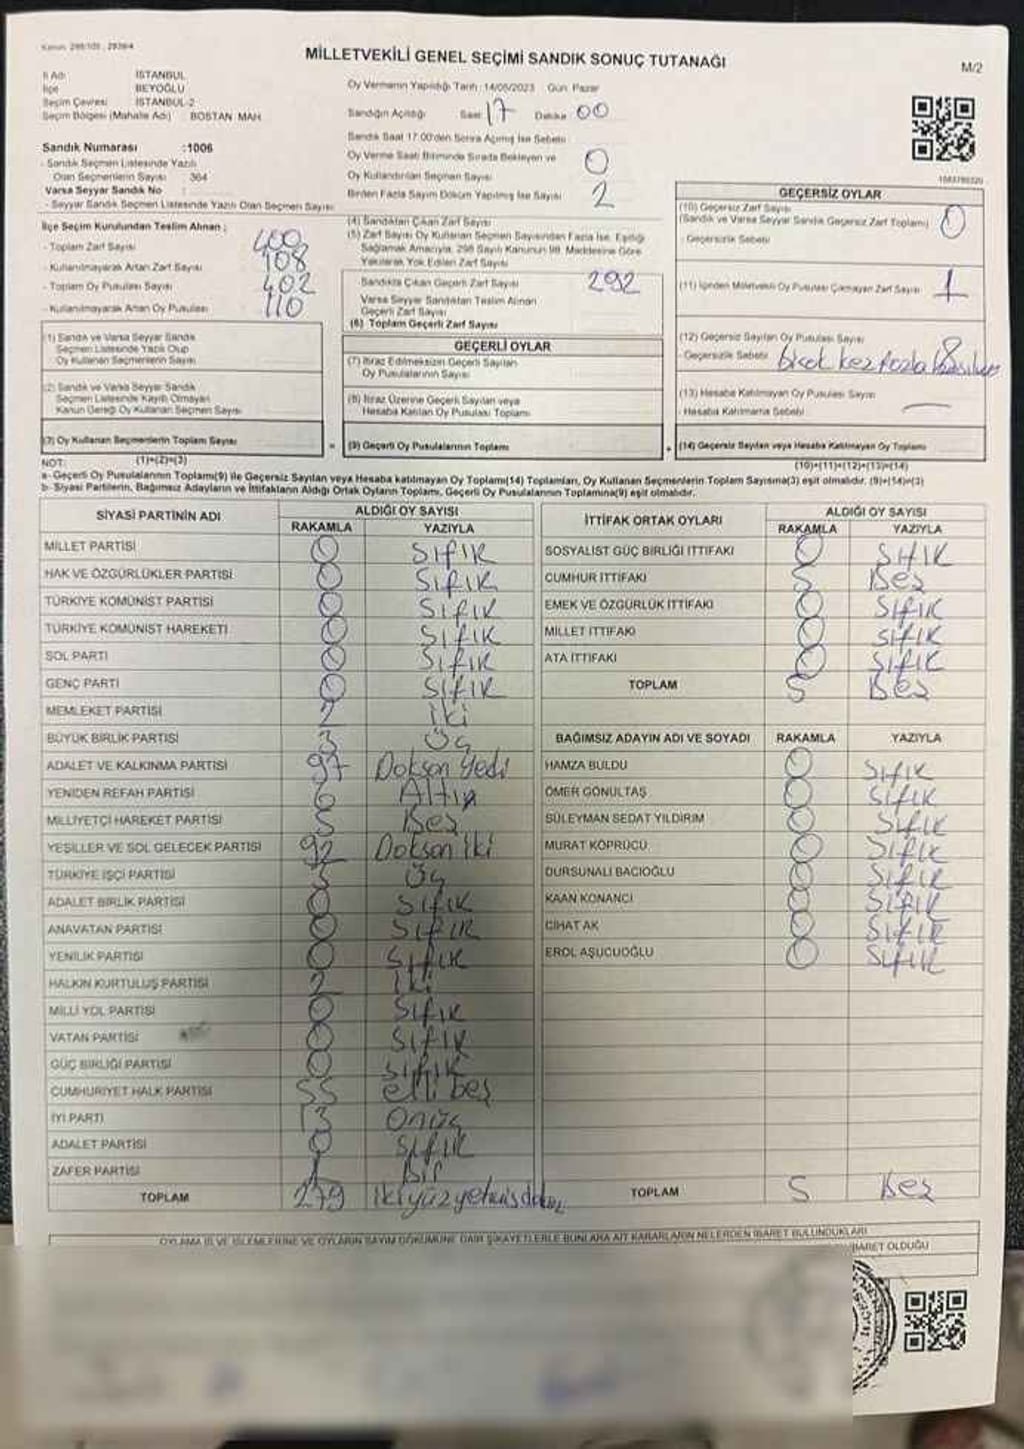 Kanun: 298/105 , 2839/4
MİLLETVEKİLİ GENEL SEÇİMİ SANDIK SONUÇ TUTANAĞI
M/2
İl Adı İSTANBUL
İlçe BEYOĞLU
Seçim Çevresi İSTANBUL-2
Seçim Bölgesi (Mahalle Adı) BOSTAN MAH.
Sandık Numarası :1006
- Sandık Seçmen Listesinde Yazılı
Olan Seçmenlerin Sayısı 364
Varsa Seyyar Sandık No :
- Seyyar Sandık Seçmen Listesinde Yazılı Olan Seçmen Sayısı
İlçe Seçim Kurulundan Teslim Alınan ;
- Toplam Zarf Sayısı 400
- Kullanılmayarak Artan Zarf Sayısı 108
- Toplam Oy Pusulası Sayısı 402
- Kullanılmayarak Artan Oy Pusulası 110
(1) Sandık ve Varsa Seyyar Sandık
Seçmen Listesinde Yazılı Olup
Oy Kullanan Seçmenlerin Sayısı
(2) Sandık ve Varsa Seyyar Sandık
Seçmen Listesinde Kayıtlı Olmayan
Kanun Gereği Oy Kullanan Seçmen Sayısı
(3) Oy Kullanan Seçmenlerin Toplam Sayısı
(1)+(2)=(3)
Oy Vermenin Yapıldığı Tarih :14/05/2023 Gün: Pazar
Sandığın Açıldığı Saat 17 Dakika 00
Sandık Saat 17.00'den Sonra Açılmış İse Sebebi
Oy Verme Saati Bitiminde Sırada Bekleyen ve
Oy Kullandırılan Seçmen Sayısı 0
Birden Fazla Sayım Döküm Yapılmış İse Sayısı 2
(4) Sandıktan Çıkan Zarf Sayısı
(5) Zarf Sayısı Oy Kullanan Seçmen Sayısından Fazla İse, Eşitliği
Sağlamak Amacıyla, 298 Sayılı Kanunun 98. Maddesine Göre
Yakılarak Yok Edilen Zarf Sayısı
Sandıkta Çıkan Geçerli Zarf Sayısı 292
Varsa Seyyar Sandıktan Teslim Alınan
Geçerli Zarf Sayısı
(6) Toplam Geçerli Zarf Sayısı
GEÇERLİ OYLAR
(7) İtiraz Edilmeksizin Geçerli Sayılan
Oy Pusulalarının Sayısı
(8) İtiraz Üzerine Geçerli Sayılan veya
Hesaba Katılan Oy Pusulası Toplamı
= (9) Geçerli Oy Pusulalarının Toplamı
GEÇERSİZ OYLAR
(10) Geçersiz Zarf Sayısı
(Sandık ve Varsa Seyyar Sandık Geçersiz Zarf Toplamı) 0
- Geçersizlik Sebebi
(11) İçinden Milletvekili Oy Pusulası Çıkmayan Zarf Sayısı 1
(12) Geçersiz Sayılan Oy Pusulası Sayısı
- Geçersizlik Sebebi kez fazla
(13) Hesaba Katılmayan Oy Pusulası Sayısı
- Hesaba Katılmama Sebebi
+ (14) Geçersiz Sayılan veya Hesaba Katılmayan Oy Toplamı
(10)+(11)+(12)+(13)=(14)
NOT:
a- Geçerli Oy Pusulalarının Toplamı(9) ile Geçersiz Sayılan veya Hesaba katılmayan Oy Toplamı(14) Toplamları, Oy Kullanan Seçmenlerin Toplam Sayısına(3) eşit olmalıdır. (9)+(14)=(3)
b- Siyasi Partilerin, Bağımsız Adayların ve İttifakların Aldığı Ortak Oyların Toplamı, Geçerli Oy Pusulalarının Toplamına(9) eşit olmalıdır.
SİYASİ PARTİNİN ADI ALDIĞI OY SAYISI
RAKAMLA YAZIYLA
MİLLET PARTİSİ 0 Sıfır
HAK VE ÖZGÜRLÜKLER PARTİSİ 0 Sıfır
TÜRKİYE KOMÜNİST PARTİSİ 0 Sıfır
TÜRKİYE KOMÜNİST HAREKETİ 0 Sıfır
SOL PARTİ 0 Sıfır
GENÇ PARTİ 0 Sıfır
MEMLEKET PARTİSİ 2 İki
BÜYÜK BİRLİK PARTİSİ 3 Üç
ADALET VE KALKINMA PARTİSİ 97 Doksan Yedi
YENİDEN REFAH PARTİSİ 6 Altı
MİLLİYETÇİ HAREKET PARTİSİ 5 Beş
YEŞİLLER VE SOL GELECEK PARTİSİ 92 Doksan İki
TÜRKİYE İŞÇİ PARTİSİ 3 Üç
ADALET BİRLİK PARTİSİ 0 Sıfır
ANAVATAN PARTİSİ 0 Sıfır
YENİLİK PARTİSİ 0 Sıfır
HALKIN KURTULUŞ PARTİSİ 2 İki
MİLLİ YOL PARTİSİ 0 Sıfır
VATAN PARTİSİ 0 Sıfır
GÜÇ BİRLİĞİ PARTİSİ 0 Sıfır
CUMHURİYET HALK PARTİSİ 55 elli beş
İYİ PARTİ 13 Onüç
ADALET PARTİSİ 0 Sıfır
ZAFER PARTİSİ 1 Bir
TOPLAM 279 ikiyüzyetmişdokuz
İTTİFAK ORTAK OYLARI ALDIĞI OY SAYISI
RAKAMLA YAZIYLA
SOSYALİST GÜÇ BİRLİĞİ İTTİFAKI 0 Sıfır
CUMHUR İTTİFAKI 5 Beş
EMEK VE ÖZGÜRLÜK İTTİFAKI 0 Sıfır
MİLLET İTTİFAKI 0 Sıfır
ATA İTTİFAKI 0 Sıfır
TOPLAM 5 Beş
BAĞIMSIZ ADAYIN ADI VE SOYADI RAKAMLA YAZIYLA
HAMZA BULDU 0 Sıfır
ÖMER GÖNÜLTAŞ 0 Sıfır
SÜLEYMAN SEDAT YILDIRIM 0 Sıfır
MURAT KÖPRÜCÜ 0 Sıfır
DURSUNALİ BACIOĞLU 0 Sıfır
KAAN KONANCI 0 Sıfır
CİHAT AK 0 Sıfır
EROL AŞUCUOĞLU 0 Sıfır
TOPLAM 5 Beş
OYLAMA İŞ VE İŞLEMLERİNE VE OYLARIN SAYIM DÖKÜMÜNE DAİR ŞİKAYETLERLE BUNLARA AİT KARARLARIN NELERDEN İBARET BULUNDUKLARI
İBARET OLDUĞU